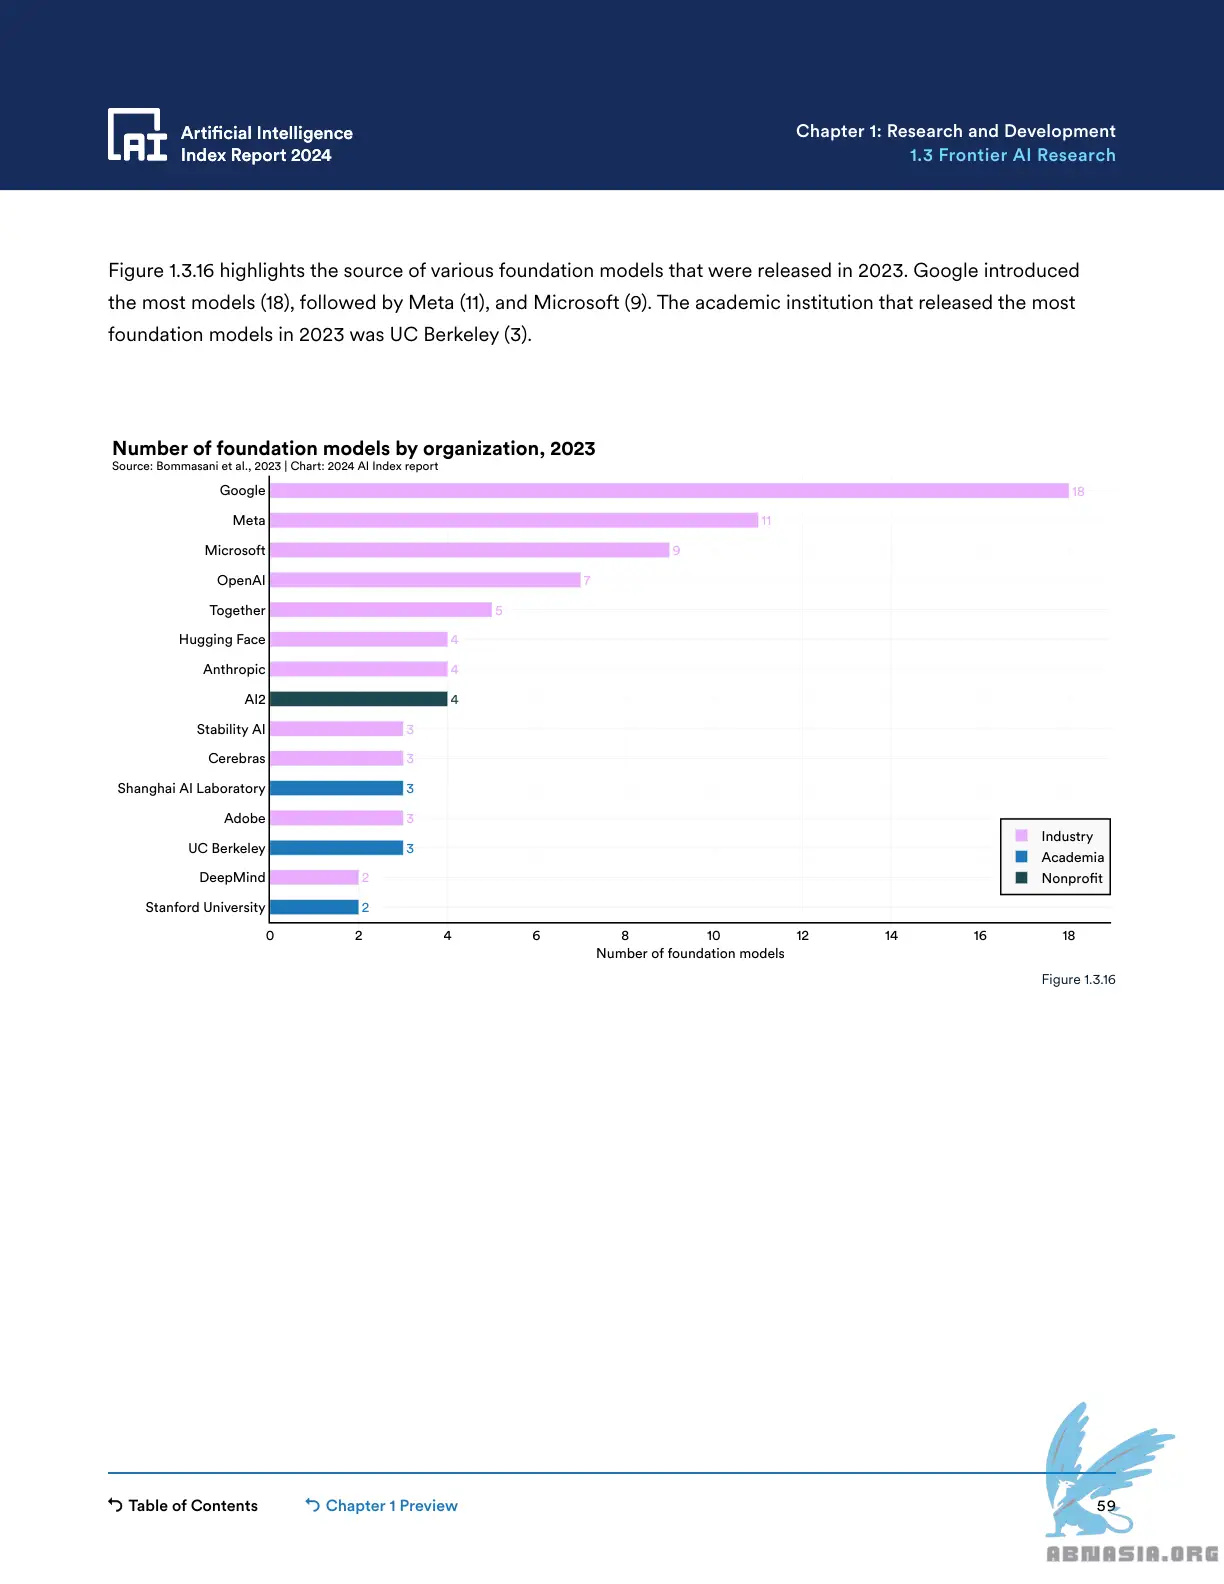 Artificial Intelligence
Index Report 2024
Chapter 1: Research and Development
1.3 Frontier AI Research
Figure 1.3.16 highlights the source of various foundation models that were released in 2023. Google introduced
the most models (18), followed by Meta (11), and Microsoft (9). The academic institution that released the most
foundation models in 2023 was UC Berkeley (3).
Number of foundation models by organization, 2023
Source: Bommasani et al., 2023 | Chart: 2024 AI Index report
Google 18
Meta 11
Microsoft 9
OpenAI 7
Together 5
Hugging Face 4
Anthropic 4
AI2 4
Stability AI 3
Cerebras 3
Shanghai AI Laboratory 3
Adobe 3
UC Berkeley 3
DeepMind 2
Stanford University 2
Industry
Academia
Nonprofit
0 2 4 6 8 10 12 14 16 18
Number of foundation models
Figure 1.3.16
Table of Contents
Chapter 1 Preview
59
ABNASIA.ORG